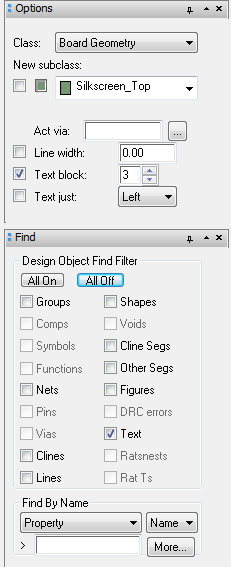 Options
Class: Board Geometry
New subclass:
Silkscreen_Top
Act via: ...
Line width: 0.00
Text block: 3
Text just: Left
Find
Design Object Find Filter
All On All Off
Groups Shapes
Comps Voids
Symbols Cline Segs
Functions Other Segs
Nets Figures
Pins DRC errors
Vias Text
Clines Ratsnests
Lines Rat Ts
Find By Name
Property Name
> More...